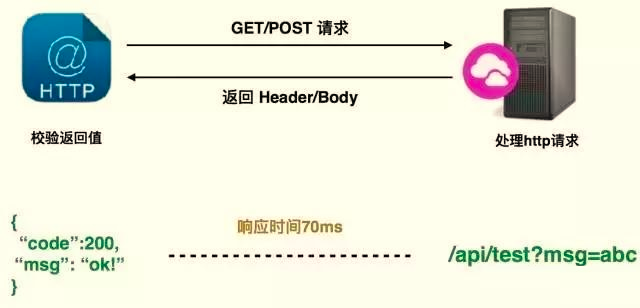 GET/POST 请求
@
HTTP
返回 Header/Body
校验返回值
处理http请求
{
“code”:200,
“msg”: “ok!”
}
响应时间70ms
/api/test?msg=abc